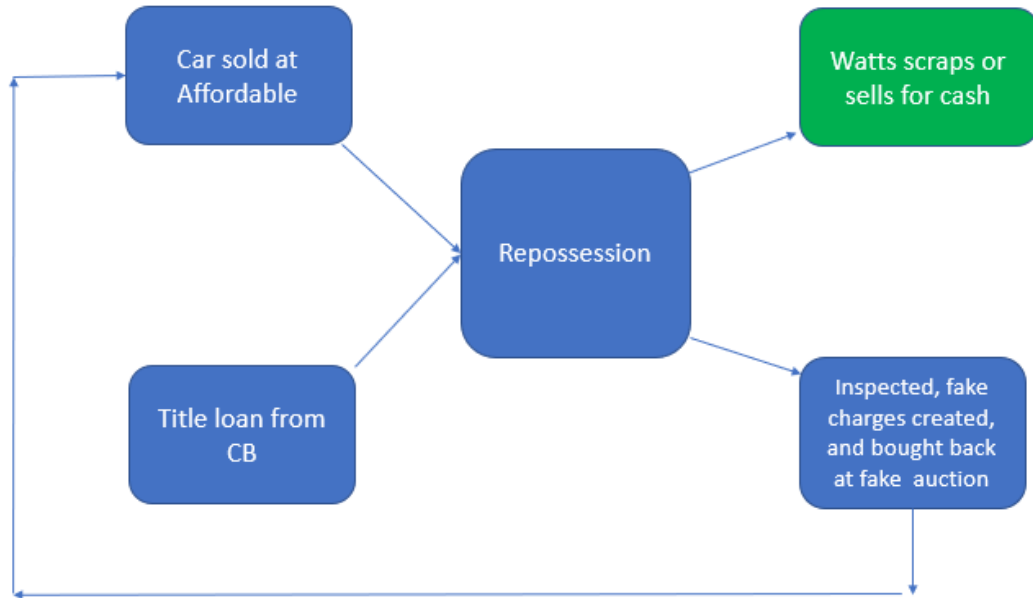 Car sold at
Affordable
Watts scraps or
sells for cash
Repossession
Title loan from
CB
Inspected, fake
charges created,
and bought back
at fake auction